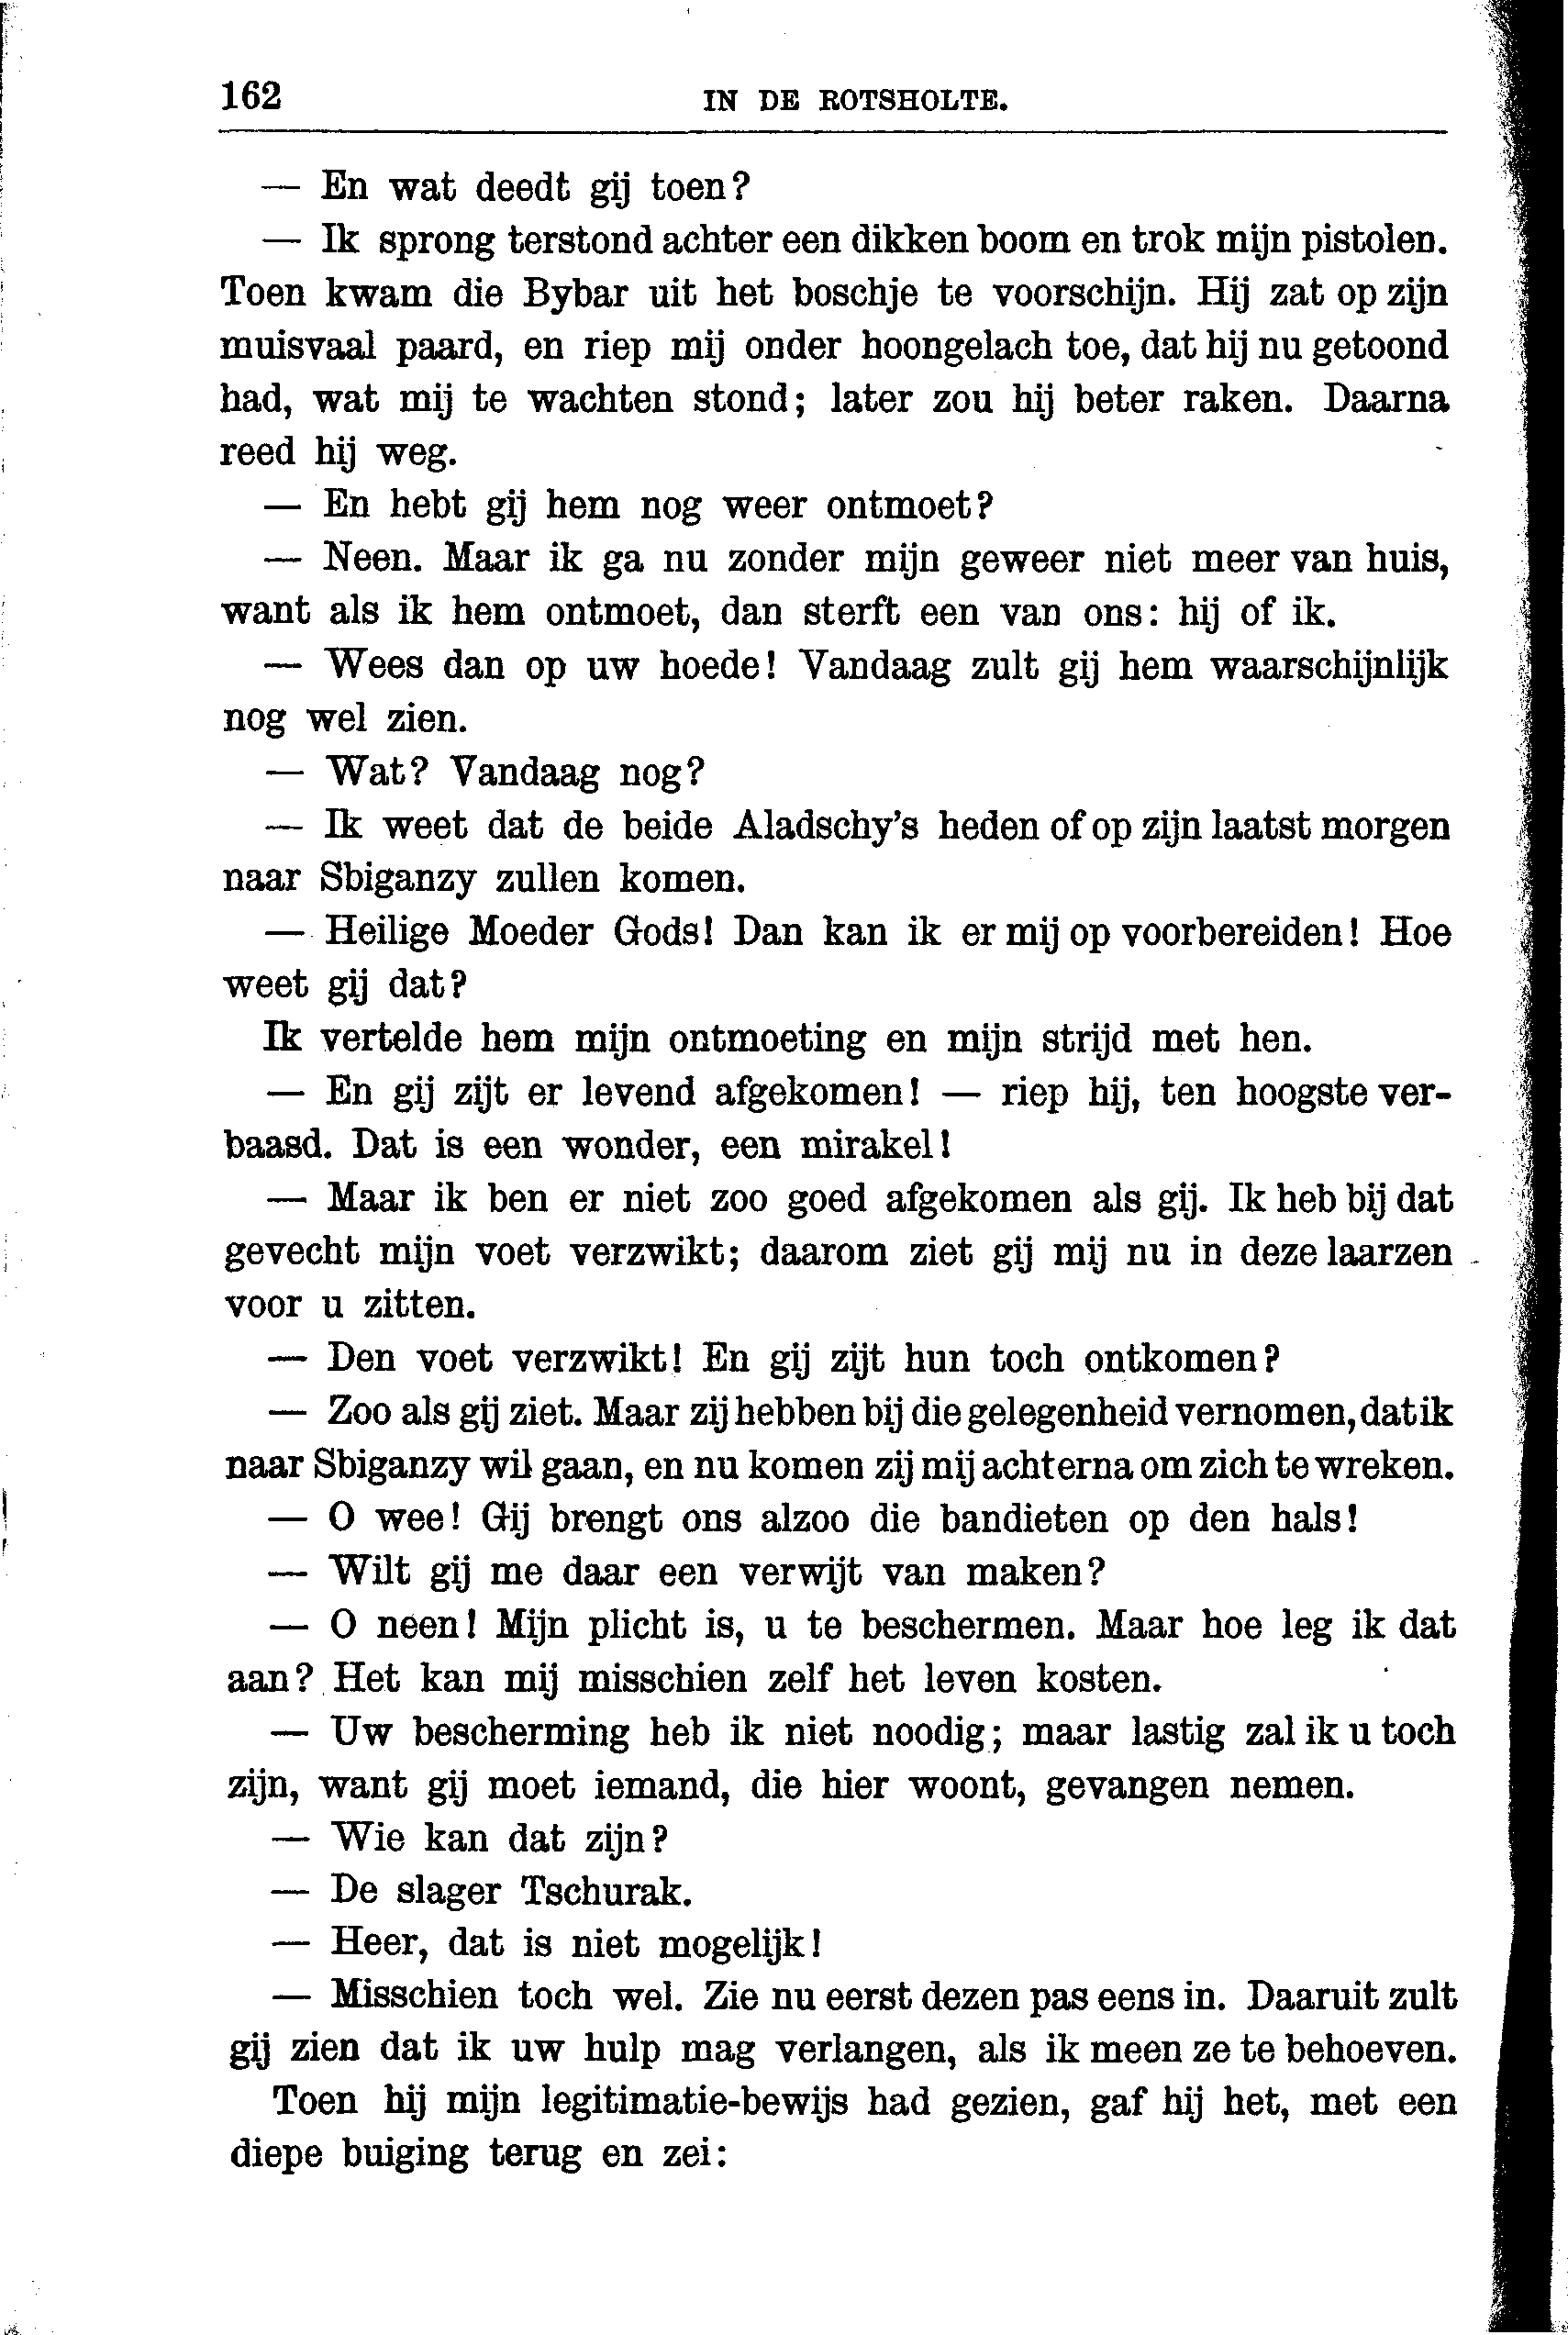 162
IN DE ROTSHOLTE.
— En wat deedt gij toen?
— Ik sprong terstond achter een dikken boom en trok mijn pistolen.
Toen kwam die Bybar uit het boschje te voorschijn. Hij zat op zijn
muisvaal paard, en riep mij onder hoongelach toe, dat hij nu getoond
had, wat mij te wachten stond; later zou hij beter raken. Daarna
reed hij weg.
— En hebt gij hem nog weer ontmoet?
— Neen. Maar ik ga nu zonder mijn geweer niet meer van huis,
want als ik hem ontmoet, dan sterft een van ons: hij of ik.
— Wees dan op uw hoede! Vandaag zult gij hem waarschijnlijk
nog wel zien.
— Wat? Vandaag nog?
— Ik weet dat de beide Aladschy's heden of op zijn laatst morgen
naar Sbiganzy zullen komen.
— Heilige Moeder Gods! Dan kan ik er mij op voorbereiden! Hoe
weet gij dat?
Ik vertelde hem mijn ontmoeting en mijn strijd met hen.
— En gij zijt er levend afgekomen! — riep hij, ten hoogste ver-
baasd. Dat is een wonder, een mirakel!
— Maar ik ben er niet zoo goed afgekomen als gij. Ik heb bij dat
gevecht mijn voet verzwikt; daarom ziet gij mij nu in deze laarzen
voor u zitten.
— Den voet verzwikt! En gij zijt hun toch ontkomen?
— Zoo als gij ziet. Maar zij hebben bij die gelegenheid vernomen, dat ik
naar Sbiganzy wil gaan, en nu komen zij mij achterna om zich te wreken.
— O wee! Gij brengt ons alzoo die bandieten op den hals!
— Wilt gij me daar een verwijt van maken?
— O neen! Mijn plicht is, u te beschermen. Maar hoe leg ik dat
aan? Het kan mij misschien zelf het leven kosten.
— Uw bescherming heb ik niet noodig; maar lastig zal ik u toch
zijn, want gij moet iemand, die hier woont, gevangen nemen.
— Wie kan dat zijn?
— De slager Tschurak.
— Heer, dat is niet mogelijk!
— Misschien toch wel. Zie nu eerst dezen pas eens in. Daaruit zult
gij zien dat ik uw hulp mag verlangen, als ik meen ze te behoeven.
Toen hij mijn legitimatie-bewijs had gezien, gaf hij het, met een
diepe buiging terug en zei: